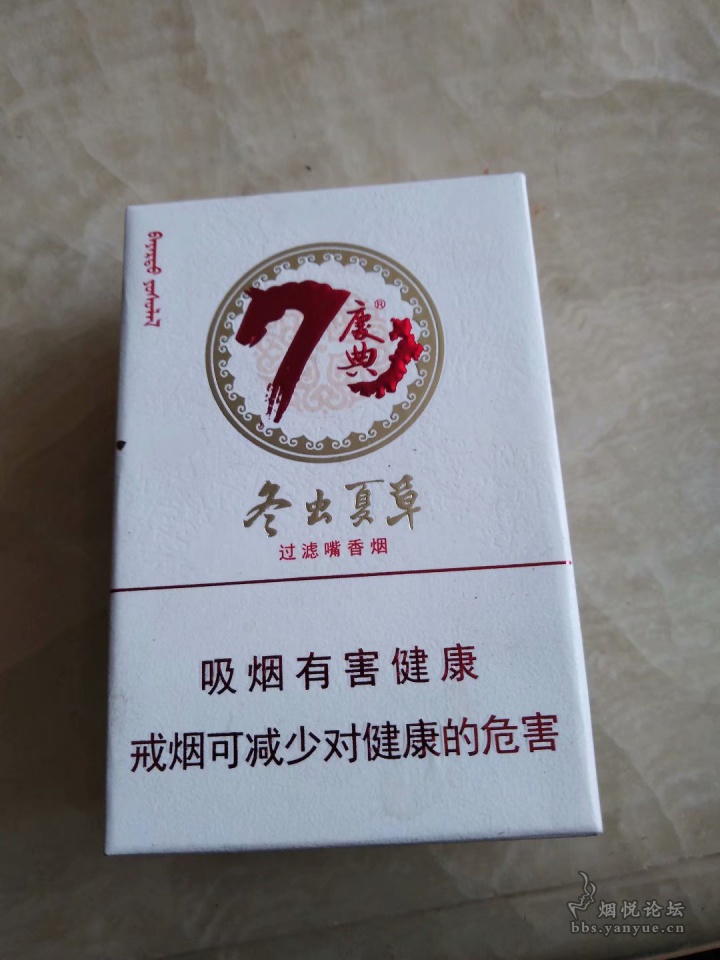 70
庆典®
冬虫夏草
过滤嘴香烟
吸烟有害健康
戒烟可减少对健康的危害
烟悦论坛
bbs.yanyue.cn